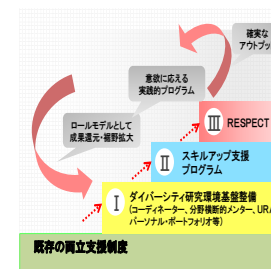 確実な
アウトプッ
意欲に応える
実践的プログラム
ロールモデルとして
成果還元・裾野拡大
Ⅲ RESPECT
Ⅱ スキルアップ支援
プログラム
Ⅰ ダイバーシティ研究環境基盤整備
(コーディネーター、分野横断的メンター、URA
パーソナル・ポートフォリオ等)
既存の両立支援制度